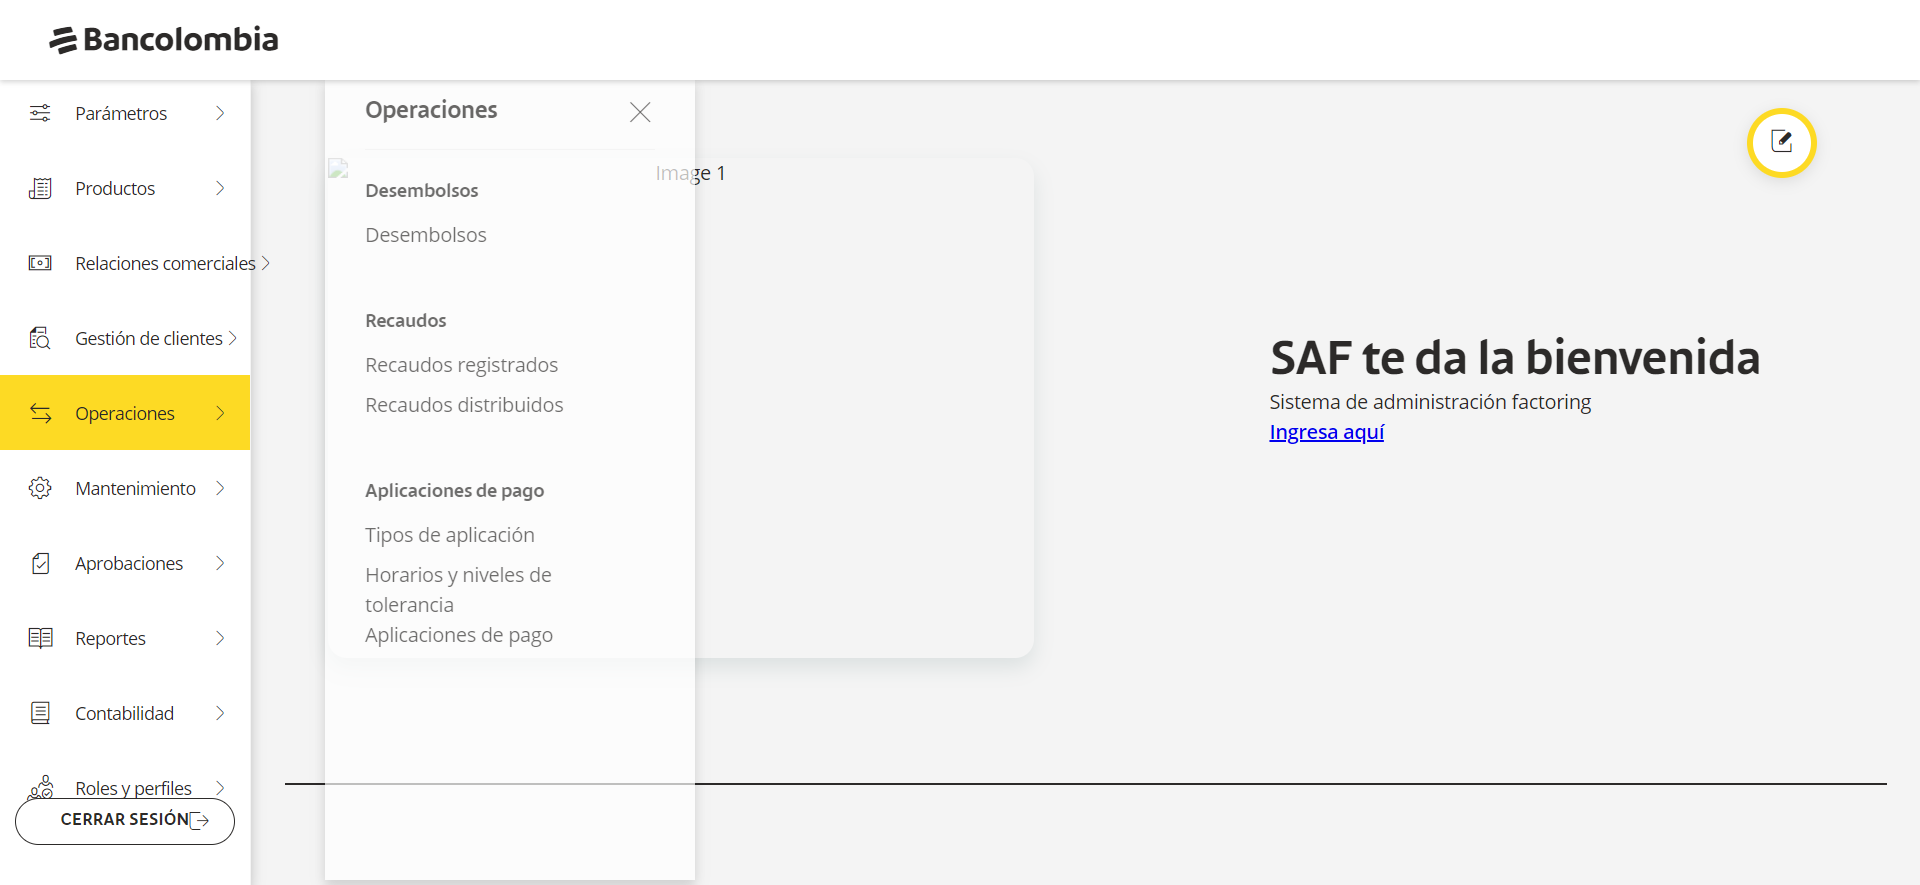 Bancolombia
Parámetros
Productos
Relaciones comerciales
Gestión de clientes
Operaciones
Mantenimiento
Aprobaciones
Reportes
Contabilidad
Roles y perfiles
CERRAR SESIÓN
Operaciones
Desembolsos
Desembolsos
Recaudos
Recaudos registrados
Recaudos distribuidos
Aplicaciones de pago
Tipos de aplicación
Horarios y niveles de
tolerancia
Aplicaciones de pago
Image 1
SAF te da la bienvenida
Sistema de administración factoring
Ingresa aquí